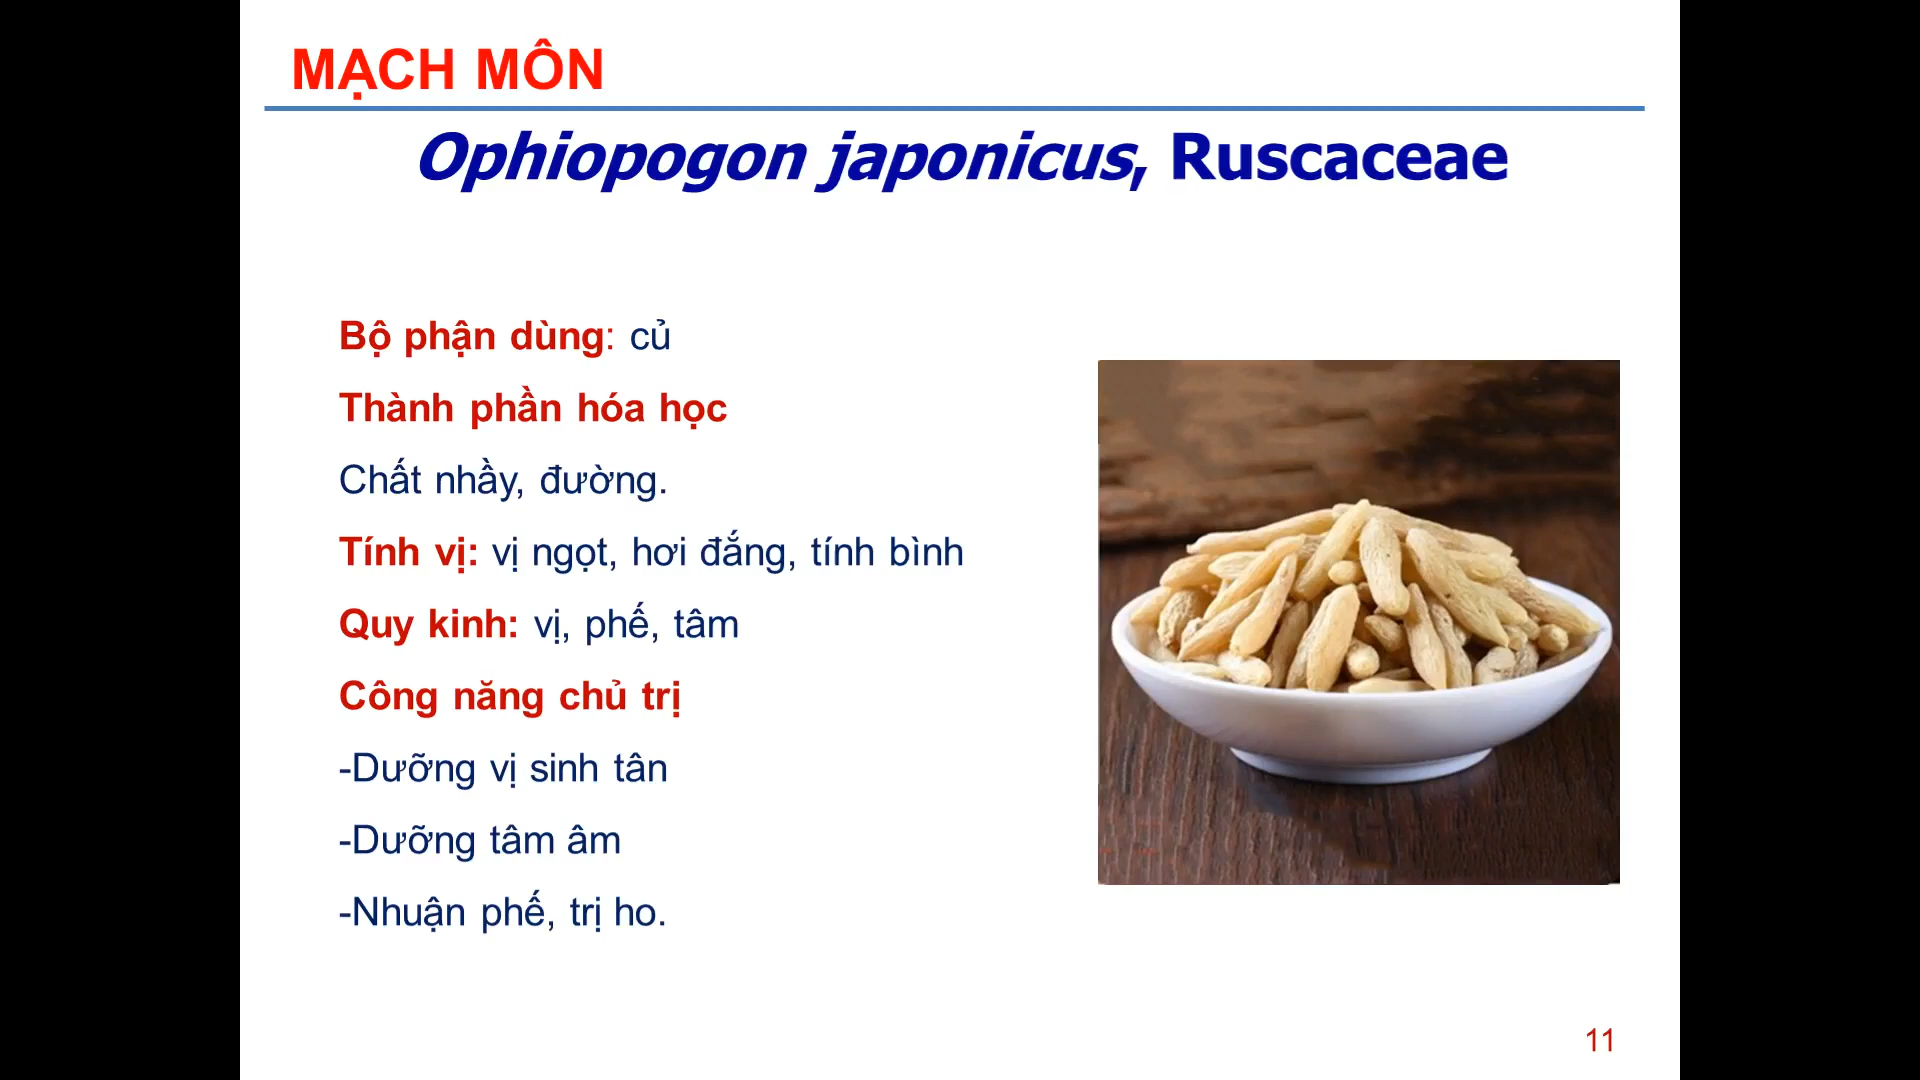 MẠCH MÔN
Ophiopogon japonicus, Ruscaceae
Bộ phận dùng: củ
Thành phần hóa học
Chất nhầy, đường.
Tính vị: vị ngọt, hơi đắng, tính bình
Quy kinh: vị, phế, tâm
Công năng chủ trị
-Dưỡng vị sinh tân
-Dưỡng tâm âm
-Nhuận phế, trị ho.
11